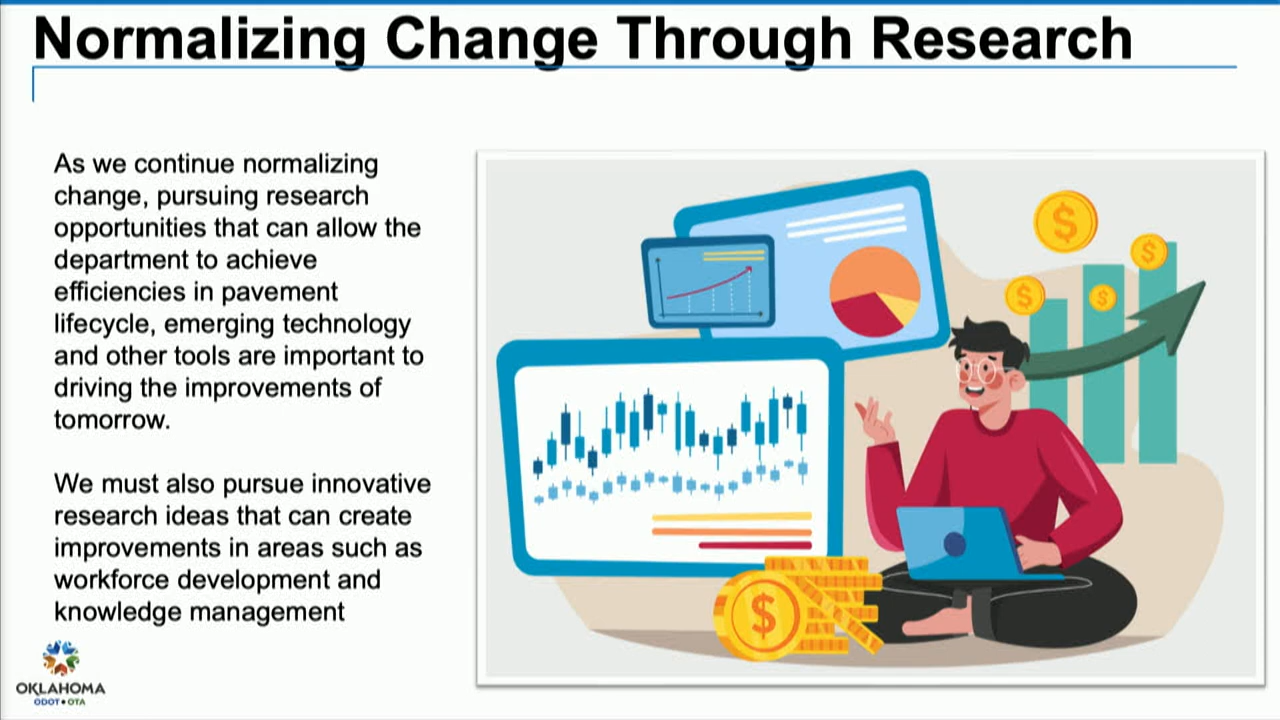 Normalizing Change Through Research
As we continue normalizing
change, pursuing research
opportunities that can allow the
department to achieve
efficiencies in pavement
lifecycle, emerging technology
and other tools are important to
driving the improvements of
tomorrow.
We must also pursue innovative
research ideas that can create
improvements in areas such as
workforce development and
knowledge management
$
$
$
$
$
OKLAHOMA
ODOT • OTA